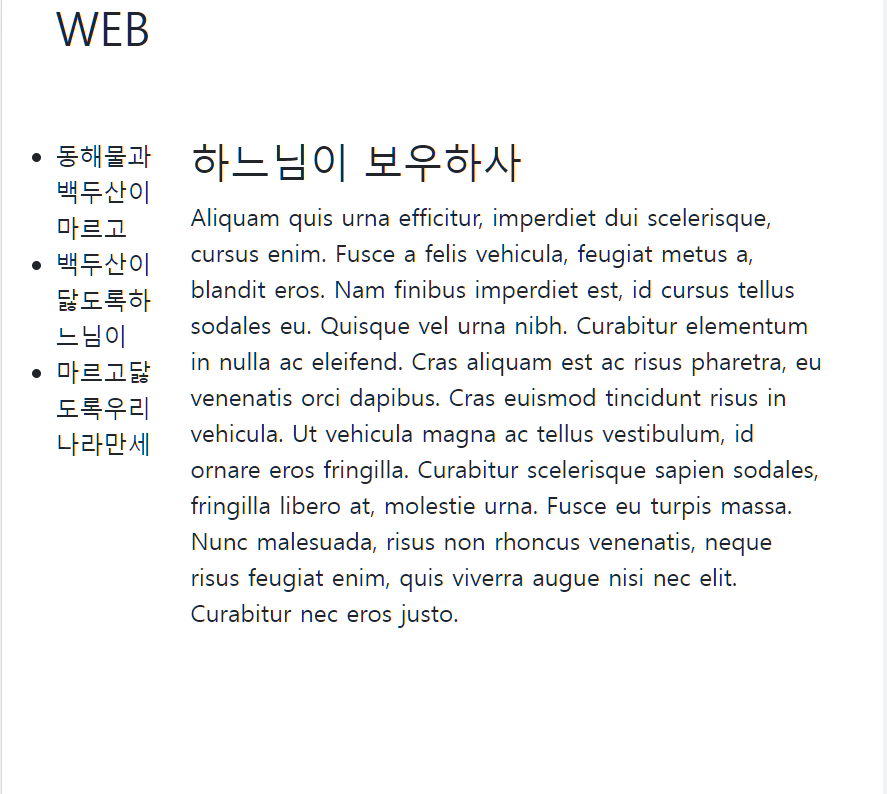 WEB
동해물과
백두산이
마르고
백두산이
닳도록하
느님이
마르고닳
도록우리
나라만세
하느님이 보우하사
Aliquam quis urna efficitur, imperdiet dui scelerisque,
cursus enim. Fusce a felis vehicula, feugiat metus a,
blandit eros. Nam finibus imperdiet est, id cursus tellus
sodales eu. Quisque vel urna nibh. Curabitur elementum
in nulla ac eleifend. Cras aliquam est ac risus pharetra, eu
venenatis orci dapibus. Cras euismod tincidunt risus in
vehicula. Ut vehicula magna ac tellus vestibulum, id
ornare eros fringilla. Curabitur scelerisque sapien sodales,
fringilla libero at, molestie urna. Fusce eu turpis massa.
Nunc malesuada, risus non rhoncus venenatis, neque
risus feugiat enim, quis viverra augue nisi nec elit.
Curabitur nec eros justo.